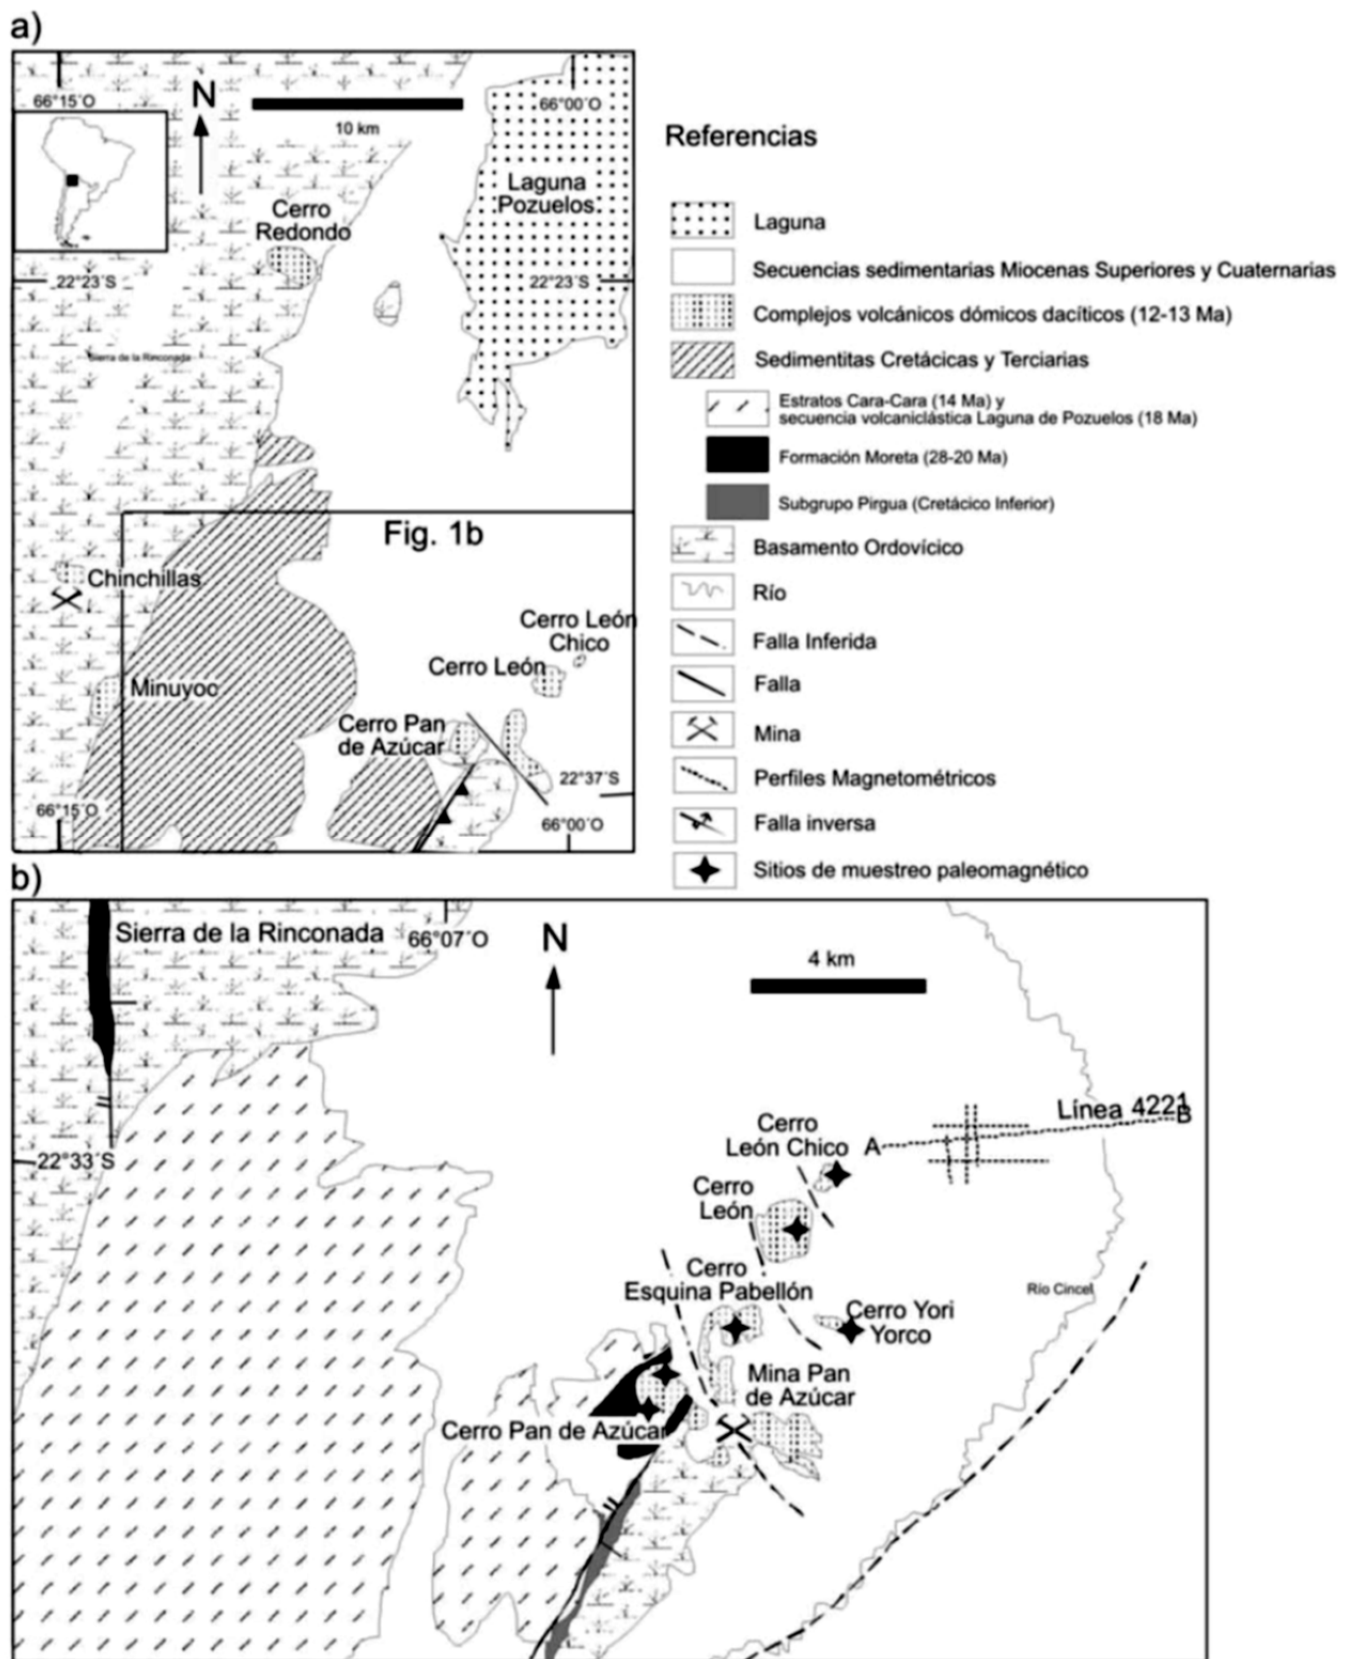 a)
66°15´O
N
10 km
66°00´O
Laguna
Pozuelos
Cerro
Redondo
22°23´S
22°23´S
Sierra de la Rinconada
Fig. 1b
Chinchillas
Cerro León
Chico
Cerro León
Minuyoc
Cerro Pan
de Azúcar
22°37´S
66°15´O
66°00´O
Referencias
Laguna
Secuencias sedimentarias Miocenas Superiores y Cuaternarias
Complejos volcánicos dómicos dacíticos (12-13 Ma)
Sedimentitas Cretácicas y Terciarias
Estratos Cara-Cara (14 Ma) y
secuencia volcaniclástica Laguna de Pozuelos (18 Ma)
Formación Moreta (28-20 Ma)
Subgrupo Pirgua (Cretácico Inferior)
Basamento Ordovícico
Río
Falla Inferida
Falla
Mina
Perfiles Magnetométricos
Falla inversa
Sitios de muestreo paleomagnético
b)
Sierra de la Rinconada
66°07´O
N
4 km
Línea 4221
B
Cerro
León Chico
A
22°33´S
Cerro
León
Cerro
Esquina Pabellón
Río Cincel
Cerro Yori
Yorco
Mina Pan
de Azúcar
Cerro Pan de Azúcar